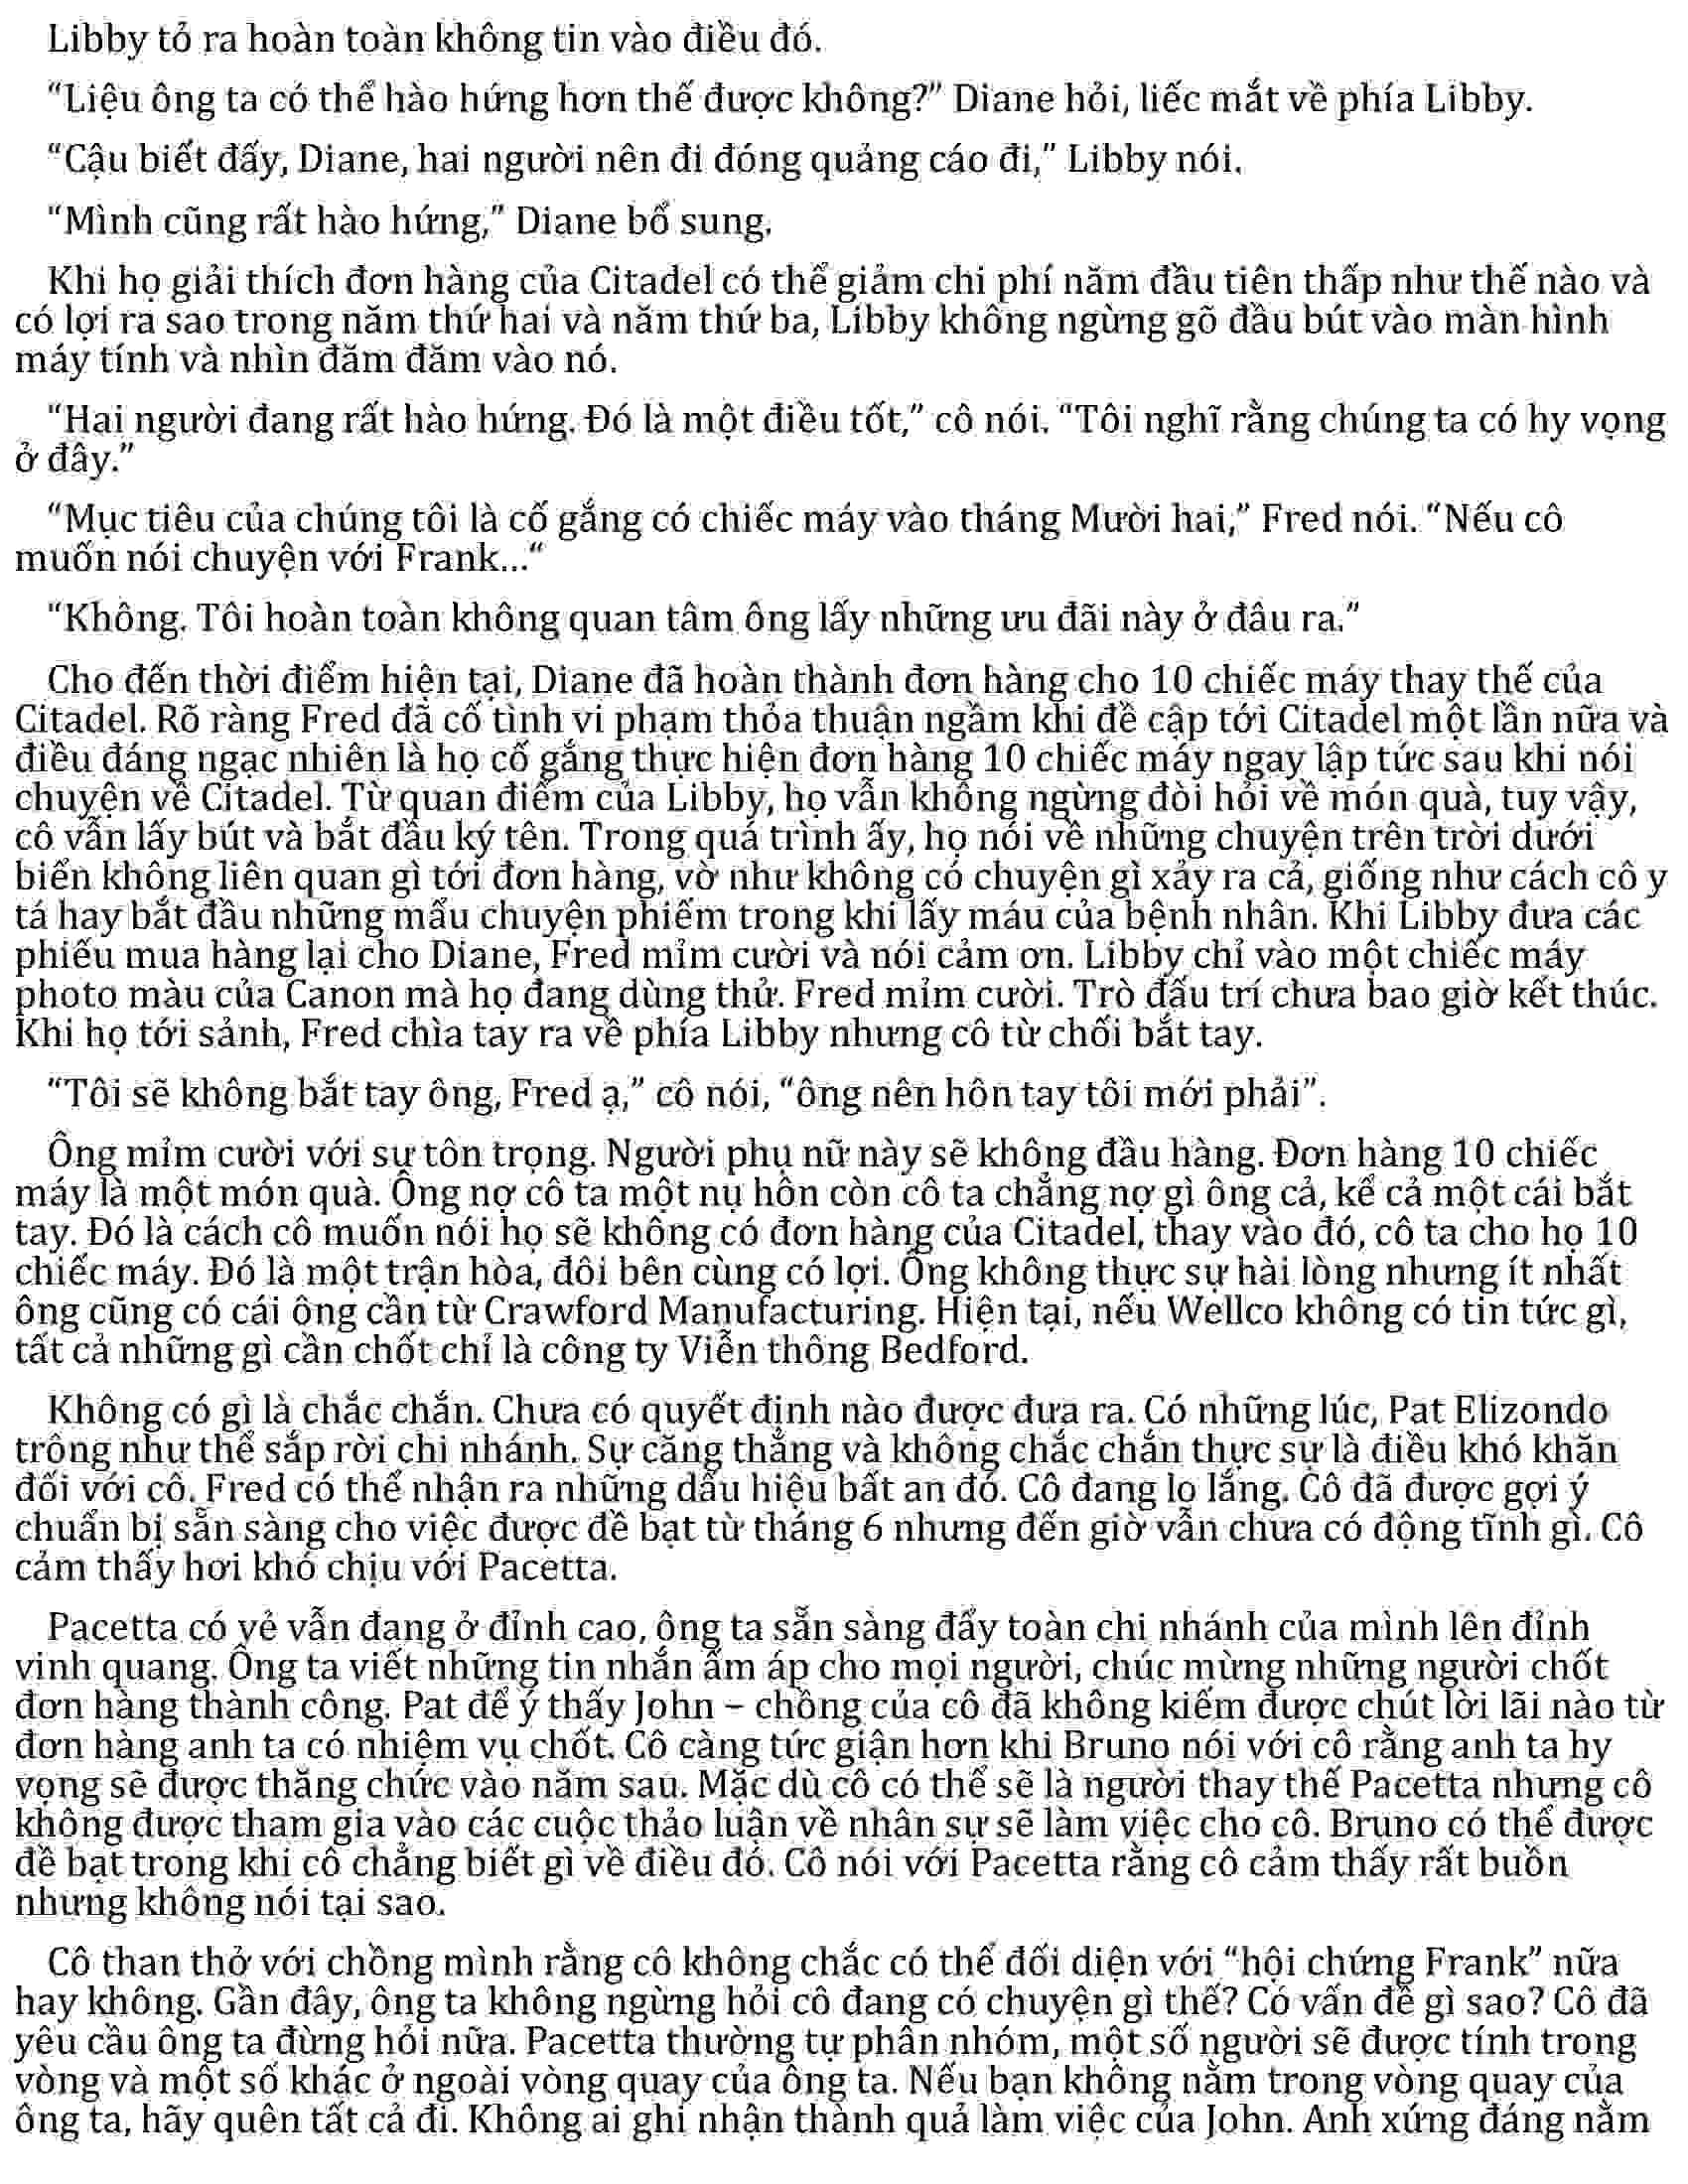 Libby tỏ ra hoàn toàn không tin vào điều đó.
“Liệu ông ta có thể hào hứng hơn thế được không?” Diane hỏi, liếc mắt về phía Libby.
“Cậu biết đấy, Diane, hai người nên đi đóng quảng cáo đi,” Libby nói.
“Mình cũng rất hào hứng,” Diane bổ sung.
Khi họ giải thích đơn hàng của Citadel có thể giảm chi phí năm đầu tiên thấp như thế nào và
có lợi ra sao trong năm thứ hai và năm thứ ba, Libby không ngừng gõ đầu bút vào màn hình
máy tính và nhìn đăm đăm vào nó.
“Hai người đang rất hào hứng. Đó là một điều tốt,” cô nói. “Tôi nghĩ rằng chúng ta có hy vọng
ở đây.”
“Mục tiêu của chúng tôi là cố gắng có chiếc máy vào tháng Mười hai,” Fred nói. “Nếu cô
muốn nói chuyện với Frank...“
“Không. Tôi hoàn toàn không quan tâm ông lấy những ưu đãi này ở đâu ra.”
Cho đến thời điểm hiện tại, Diane đã hoàn thành đơn hàng cho 10 chiếc máy thay thế của
Citadel. Rõ ràng Fred đã cố tình vi phạm thỏa thuận ngầm khi đề cập tới Citadel một lần nữa và
điều đáng ngạc nhiên là họ cố gắng thực hiện đơn hàng 10 chiếc máy ngay lập tức sau khi nói
chuyện về Citadel. Từ quan điểm của Libby, họ vẫn không ngừng đòi hỏi về món quà, tuy vậy,
cô vẫn lấy bút và bắt đầu ký tên. Trong quá trình ấy, họ nói về những chuyện trên trời dưới
biển không liên quan gì tới đơn hàng, vờ như không có chuyện gì xảy ra cả, giống như cách cô y
tá hay bắt đầu những mẩu chuyện phiếm trong khi lấy máu của bệnh nhân. Khi Libby đưa các
phiếu mua hàng lại cho Diane, Fred mỉm cười và nói cảm ơn. Libby chỉ vào một chiếc máy
photo màu của Canon mà họ đang dùng thử. Fred mỉm cười. Trò đấu trí chưa bao giờ kết thúc.
Khi họ tới sảnh, Fred chìa tay ra về phía Libby nhưng cô từ chối bắt tay.
“Tôi sẽ không bắt tay ông, Fred ạ,” cô nói, “ông nên hôn tay tôi mới phải”.
Ông mỉm cười với sự tôn trọng. Người phụ nữ này sẽ không đầu hàng. Đơn hàng 10 chiếc
máy là một món quà. Ông nợ cô ta một nụ hôn còn cô ta chẳng nợ gì ông cả, kể cả một cái bắt
tay. Đó là cách cô muốn nói họ sẽ không có đơn hàng của Citadel, thay vào đó, cô ta cho họ 10
chiếc máy. Đó là một trận hòa, đôi bên cùng có lợi. Ông không thực sự hài lòng nhưng ít nhất
ông cũng có cái ông cần từ Crawford Manufacturing. Hiện tại, nếu Wellco không có tin tức gì,
tất cả những gì cần chốt chỉ là công ty Viễn thông Bedford.
Không có gì là chắc chắn. Chưa có quyết định nào được đưa ra. Có những lúc, Pat Elizondo
trông như thể sắp rời chi nhánh. Sự căng thẳng và không chắc chắn thực sự là điều khó khăn
đối với cô. Fred có thể nhận ra những dấu hiệu bất an đó. Cô đang lo lắng. Cô đã được gợi ý
chuẩn bị sẵn sàng cho việc được đề bạt từ tháng 6 nhưng đến giờ vẫn chưa có động tĩnh gì. Cô
cảm thấy hơi khó chịu với Pacetta.
Pacetta có vẻ vẫn đang ở đỉnh cao, ông ta sẵn sàng đẩy toàn chi nhánh của mình lên đỉnh
vinh quang. Ông ta viết những tin nhắn ấm áp cho mọi người, chúc mừng những người chốt
đơn hàng thành công. Pat để ý thấy John – chồng của cô đã không kiếm được chút lời lãi nào từ
đơn hàng anh ta có nhiệm vụ chốt. Cô càng tức giận hơn khi Bruno nói với cô rằng anh ta hy
vọng sẽ được thăng chức vào năm sau. Mặc dù cô có thể sẽ là người thay thế Pacetta nhưng cô
không được tham gia vào các cuộc thảo luận về nhân sự sẽ làm việc cho cô. Bruno có thể được
đề bạt trong khi cô chẳng biết gì về điều đó. Cô nói với Pacetta rằng cô cảm thấy rất buồn
nhưng không nói tại sao.
Cô than thở với chồng mình rằng cô không chắc có thể đối diện với “hội chứng Frank” nữa
hay không. Gần đây, ông ta không ngừng hỏi cô đang có chuyện gì thế? Có vấn đề gì sao? Cô đã
yêu cầu ông ta đừng hỏi nữa. Pacetta thường tự phân nhóm, một số người sẽ được tính trong
vòng và một số khác ở ngoài vòng quay của ông ta. Nếu bạn không nằm trong vòng quay của
ông ta, hãy quên tất cả đi. Không ai ghi nhận thành quả làm việc của John. Anh xứng đáng nằm